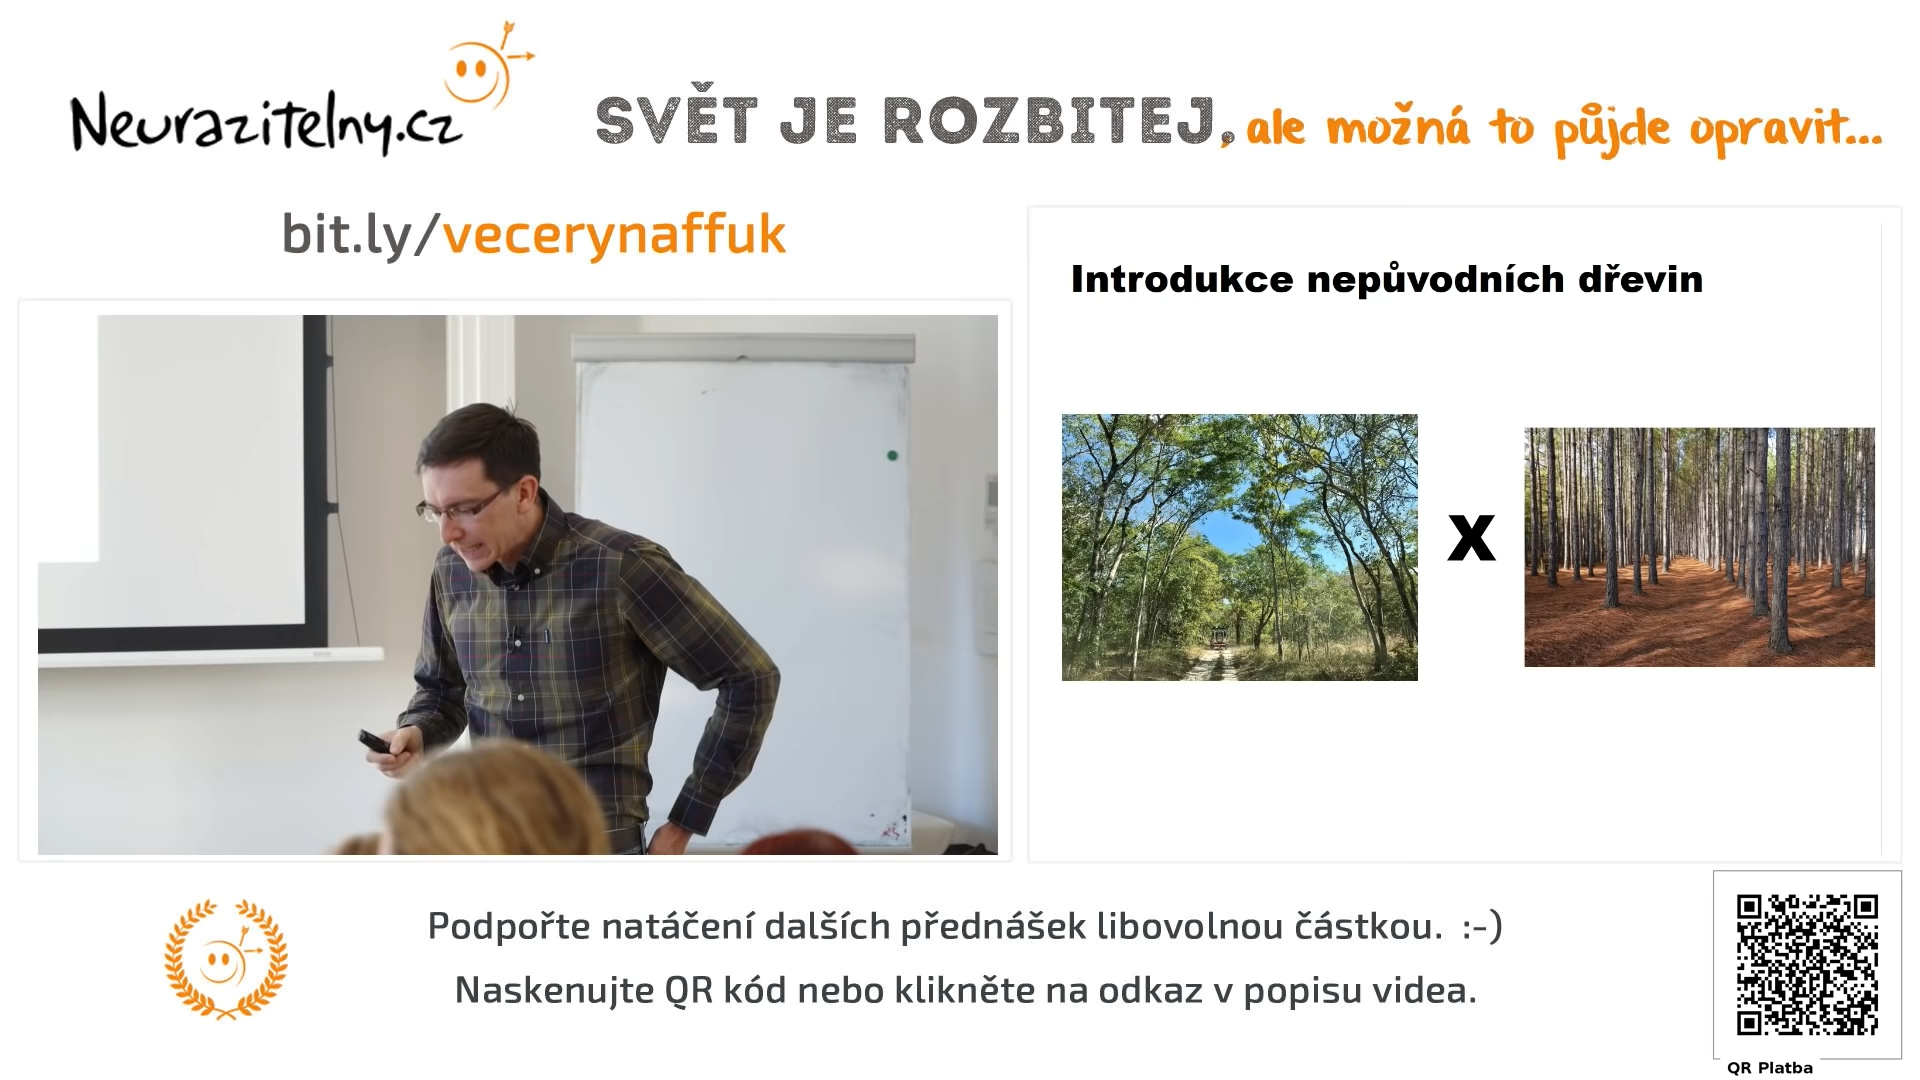 Neurazitelny.cz
SVĚT JE ROZBITEJ, ale možná to půjde opravit...
bit.ly/vecerynaffuk
Introdukce nepůvodních dřevin
X
Podpořte natáčení dalších přednášek libovolnou částkou. :-)
Naskenujte QR kód nebo klikněte na odkaz v popisu videa.
QR Platba